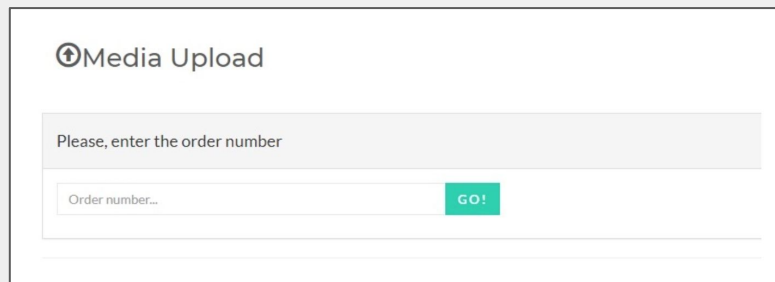 Media Upload
Please, enter the order number
Order number...
GO!